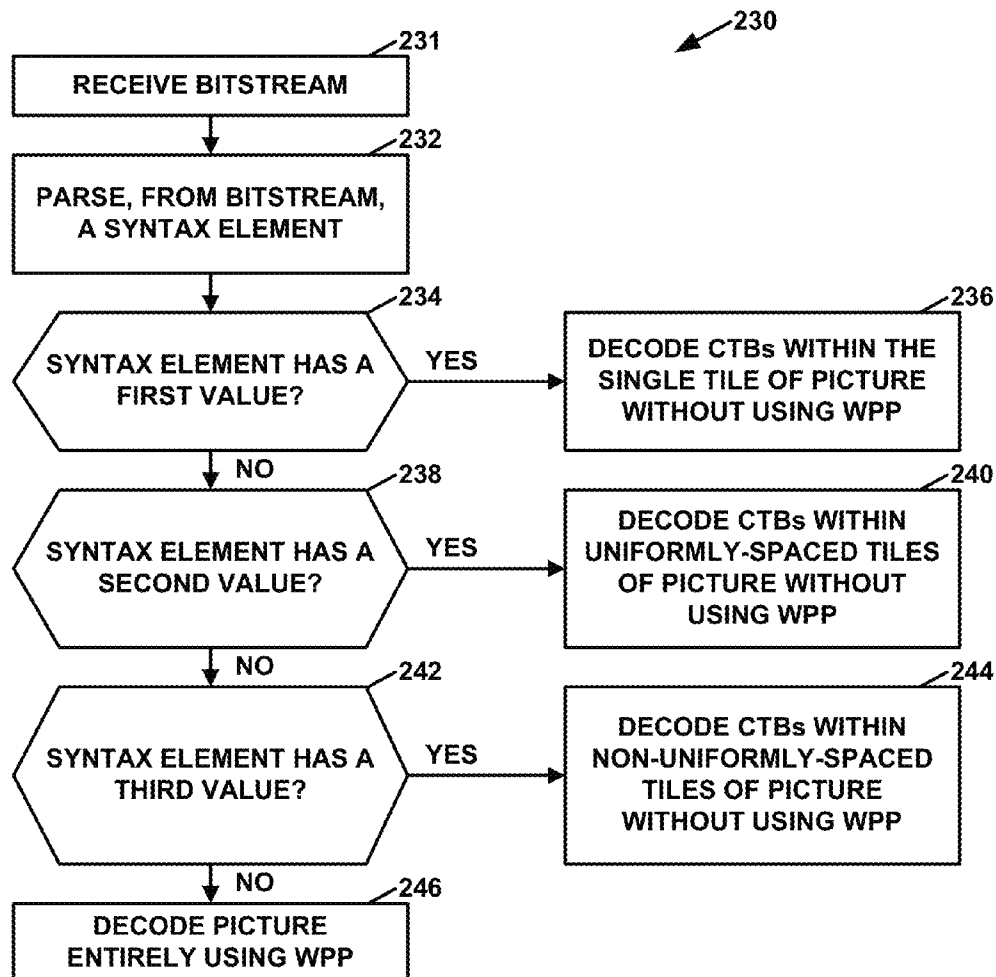 230
231
RECEIVE BITSTREAM
232
PARSE, FROM BITSTREAM,
A SYNTAX ELEMENT
234
SYNTAX ELEMENT HAS A
FIRST VALUE?
YES
236
DECODE CTBs WITHIN THE
SINGLE TILE OF PICTURE
WITHOUT USING WPP
NO
238
SYNTAX ELEMENT HAS A
SECOND VALUE?
YES
240
DECODE CTBs WITHIN
UNIFORMLY-SPACED TILES
OF PICTURE WITHOUT
USING WPP
NO
242
SYNTAX ELEMENT HAS A
THIRD VALUE?
YES
244
DECODE CTBs WITHIN
NON-UNIFORMLY-SPACED
TILES OF PICTURE
WITHOUT USING WPP
NO
246
DECODE PICTURE
ENTIRELY USING WPP